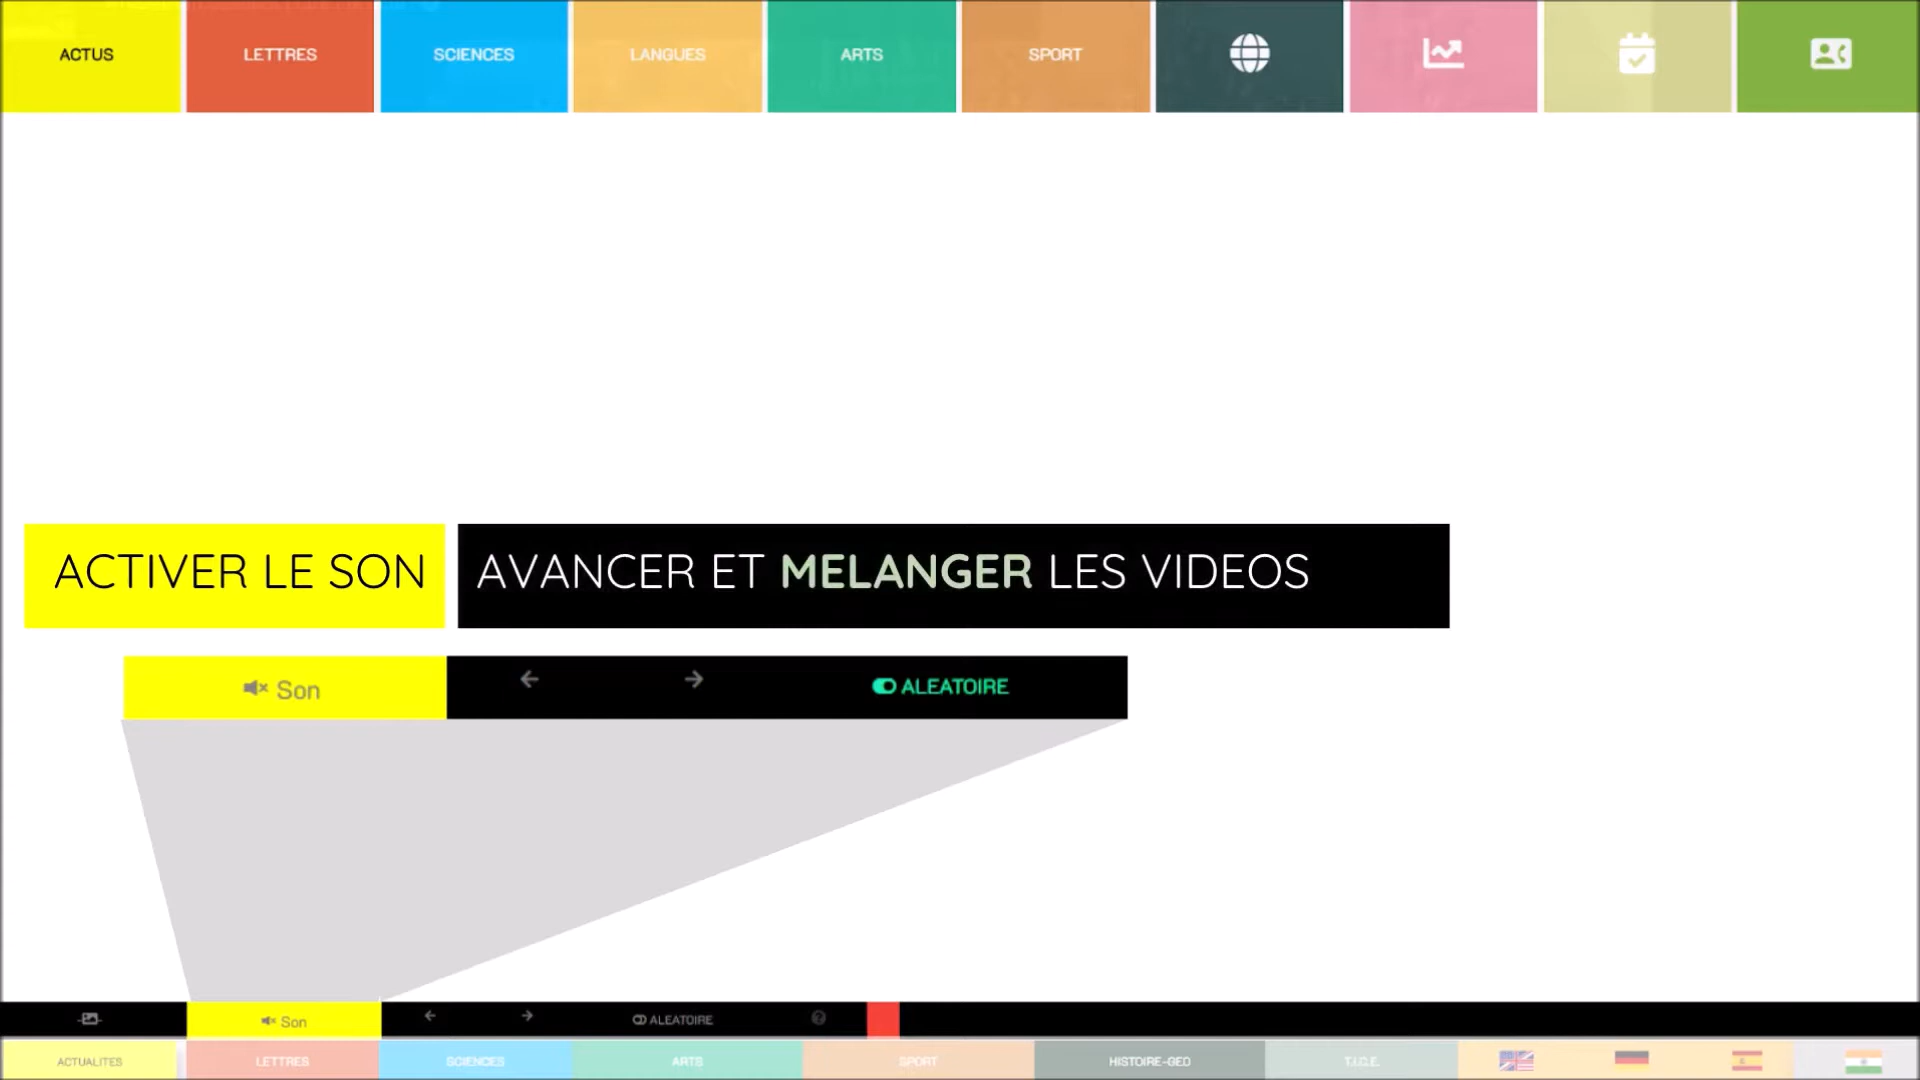 ACTUS LETTRES SCIENCES LANGUES ARTS SPORT
ACTIVER LE SON AVANCER ET MELANGER LES VIDEOS
Son ALEATOIRE
Son ALEATOIRE
ACTUALITES LETTRES SCIENCES ARTS SPORT HISTOIRE-GEO T.I.C.E.